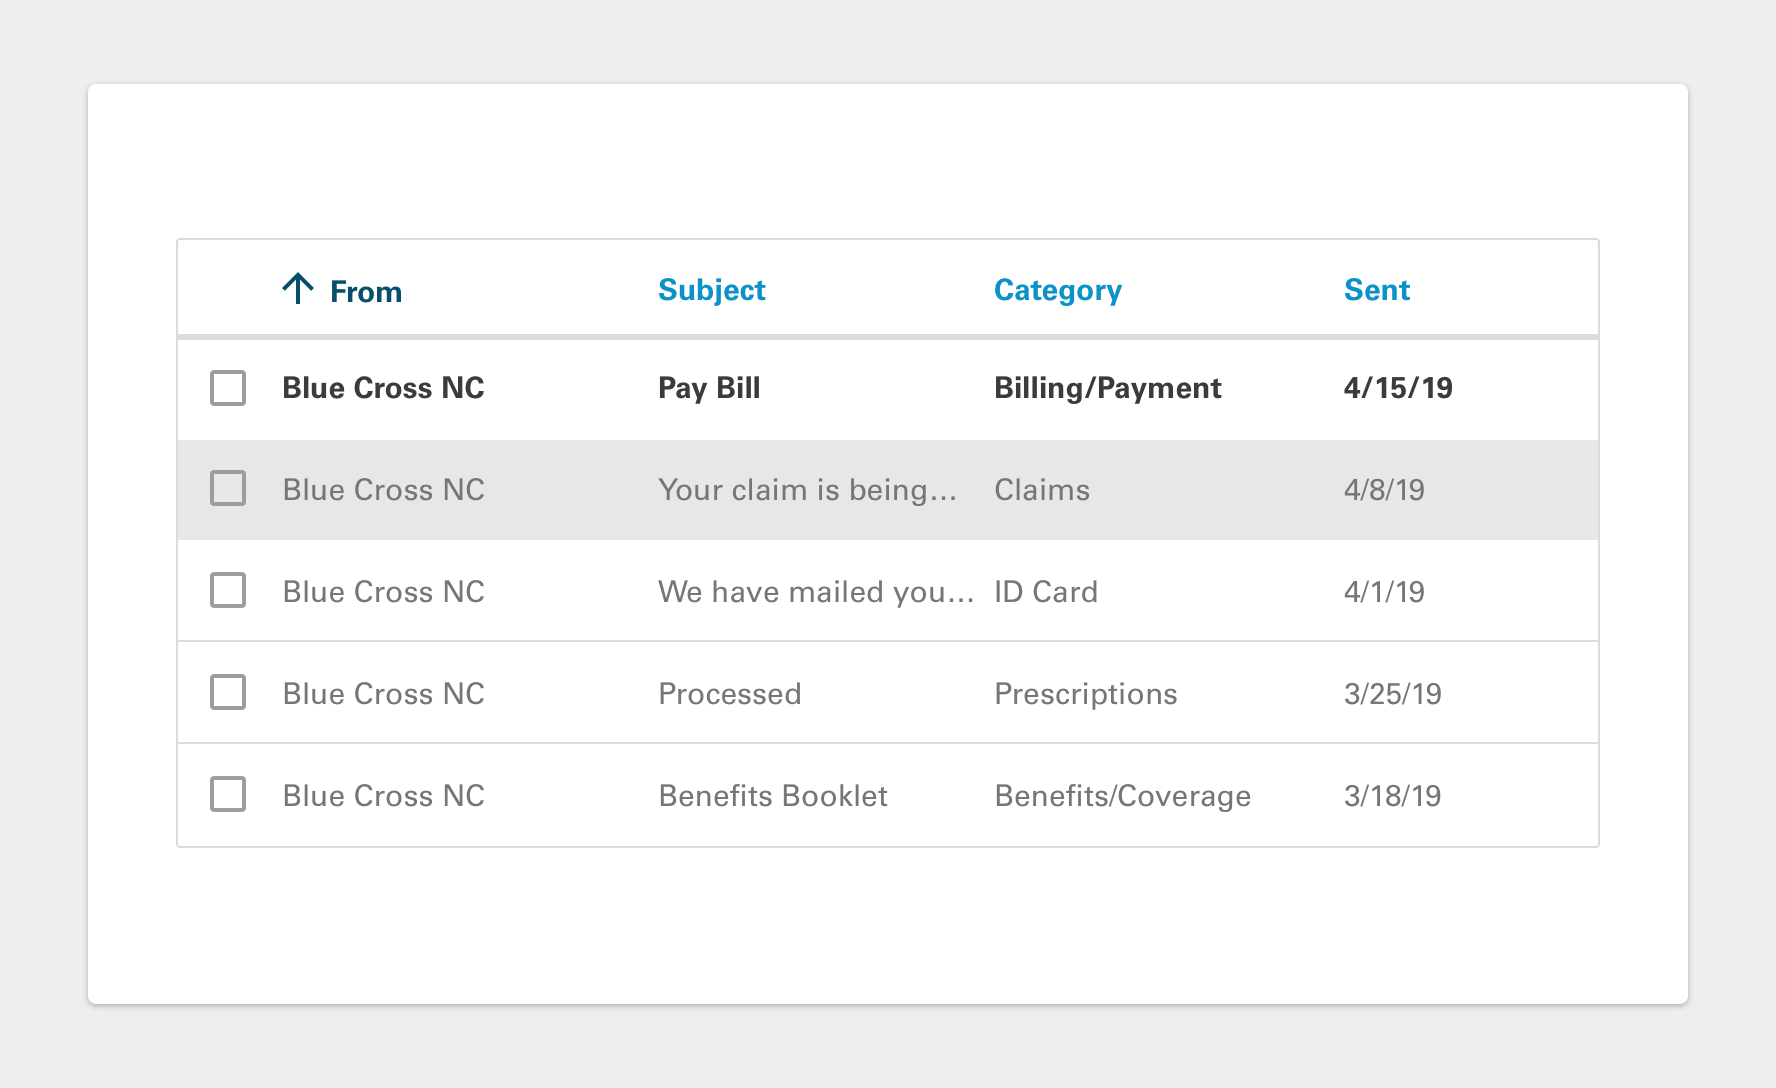 From Subject Category Sent
Blue Cross NC Pay Bill Billing/Payment 4/15/19
Blue Cross NC Your claim is being... Claims 4/8/19
Blue Cross NC We have mailed you... ID Card 4/1/19
Blue Cross NC Processed Prescriptions 3/25/19
Blue Cross NC Benefits Booklet Benefits/Coverage 3/18/19